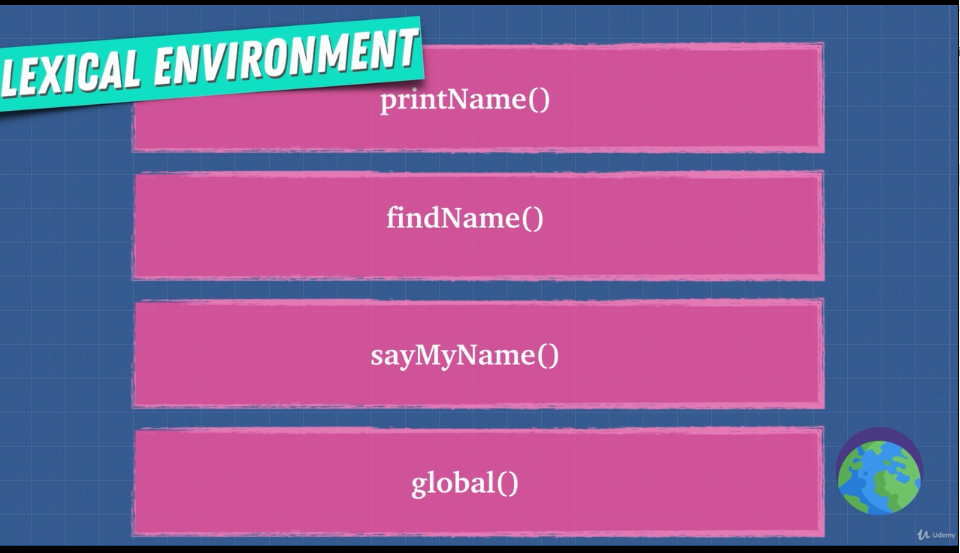 LEXICAL ENVIRONMENT
printName()
findName()
sayMyName()
global()
Udemy